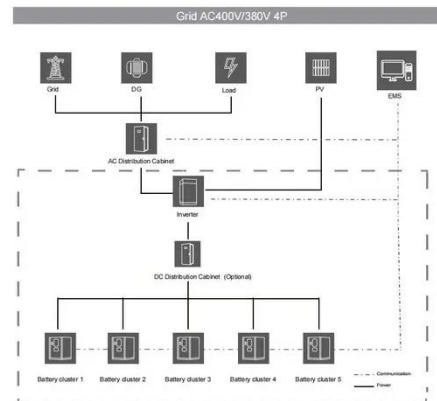 Grid AC400V/380V 4P
Grid
DG
Load
PV
EMS
AC Distribution Cabinet
Inverter
DC Distribution Cabinet (Optional)
Battery cluster 1
Battery cluster 2
Battery cluster 3
Battery cluster 4
Battery cluster 5
Communication
Power